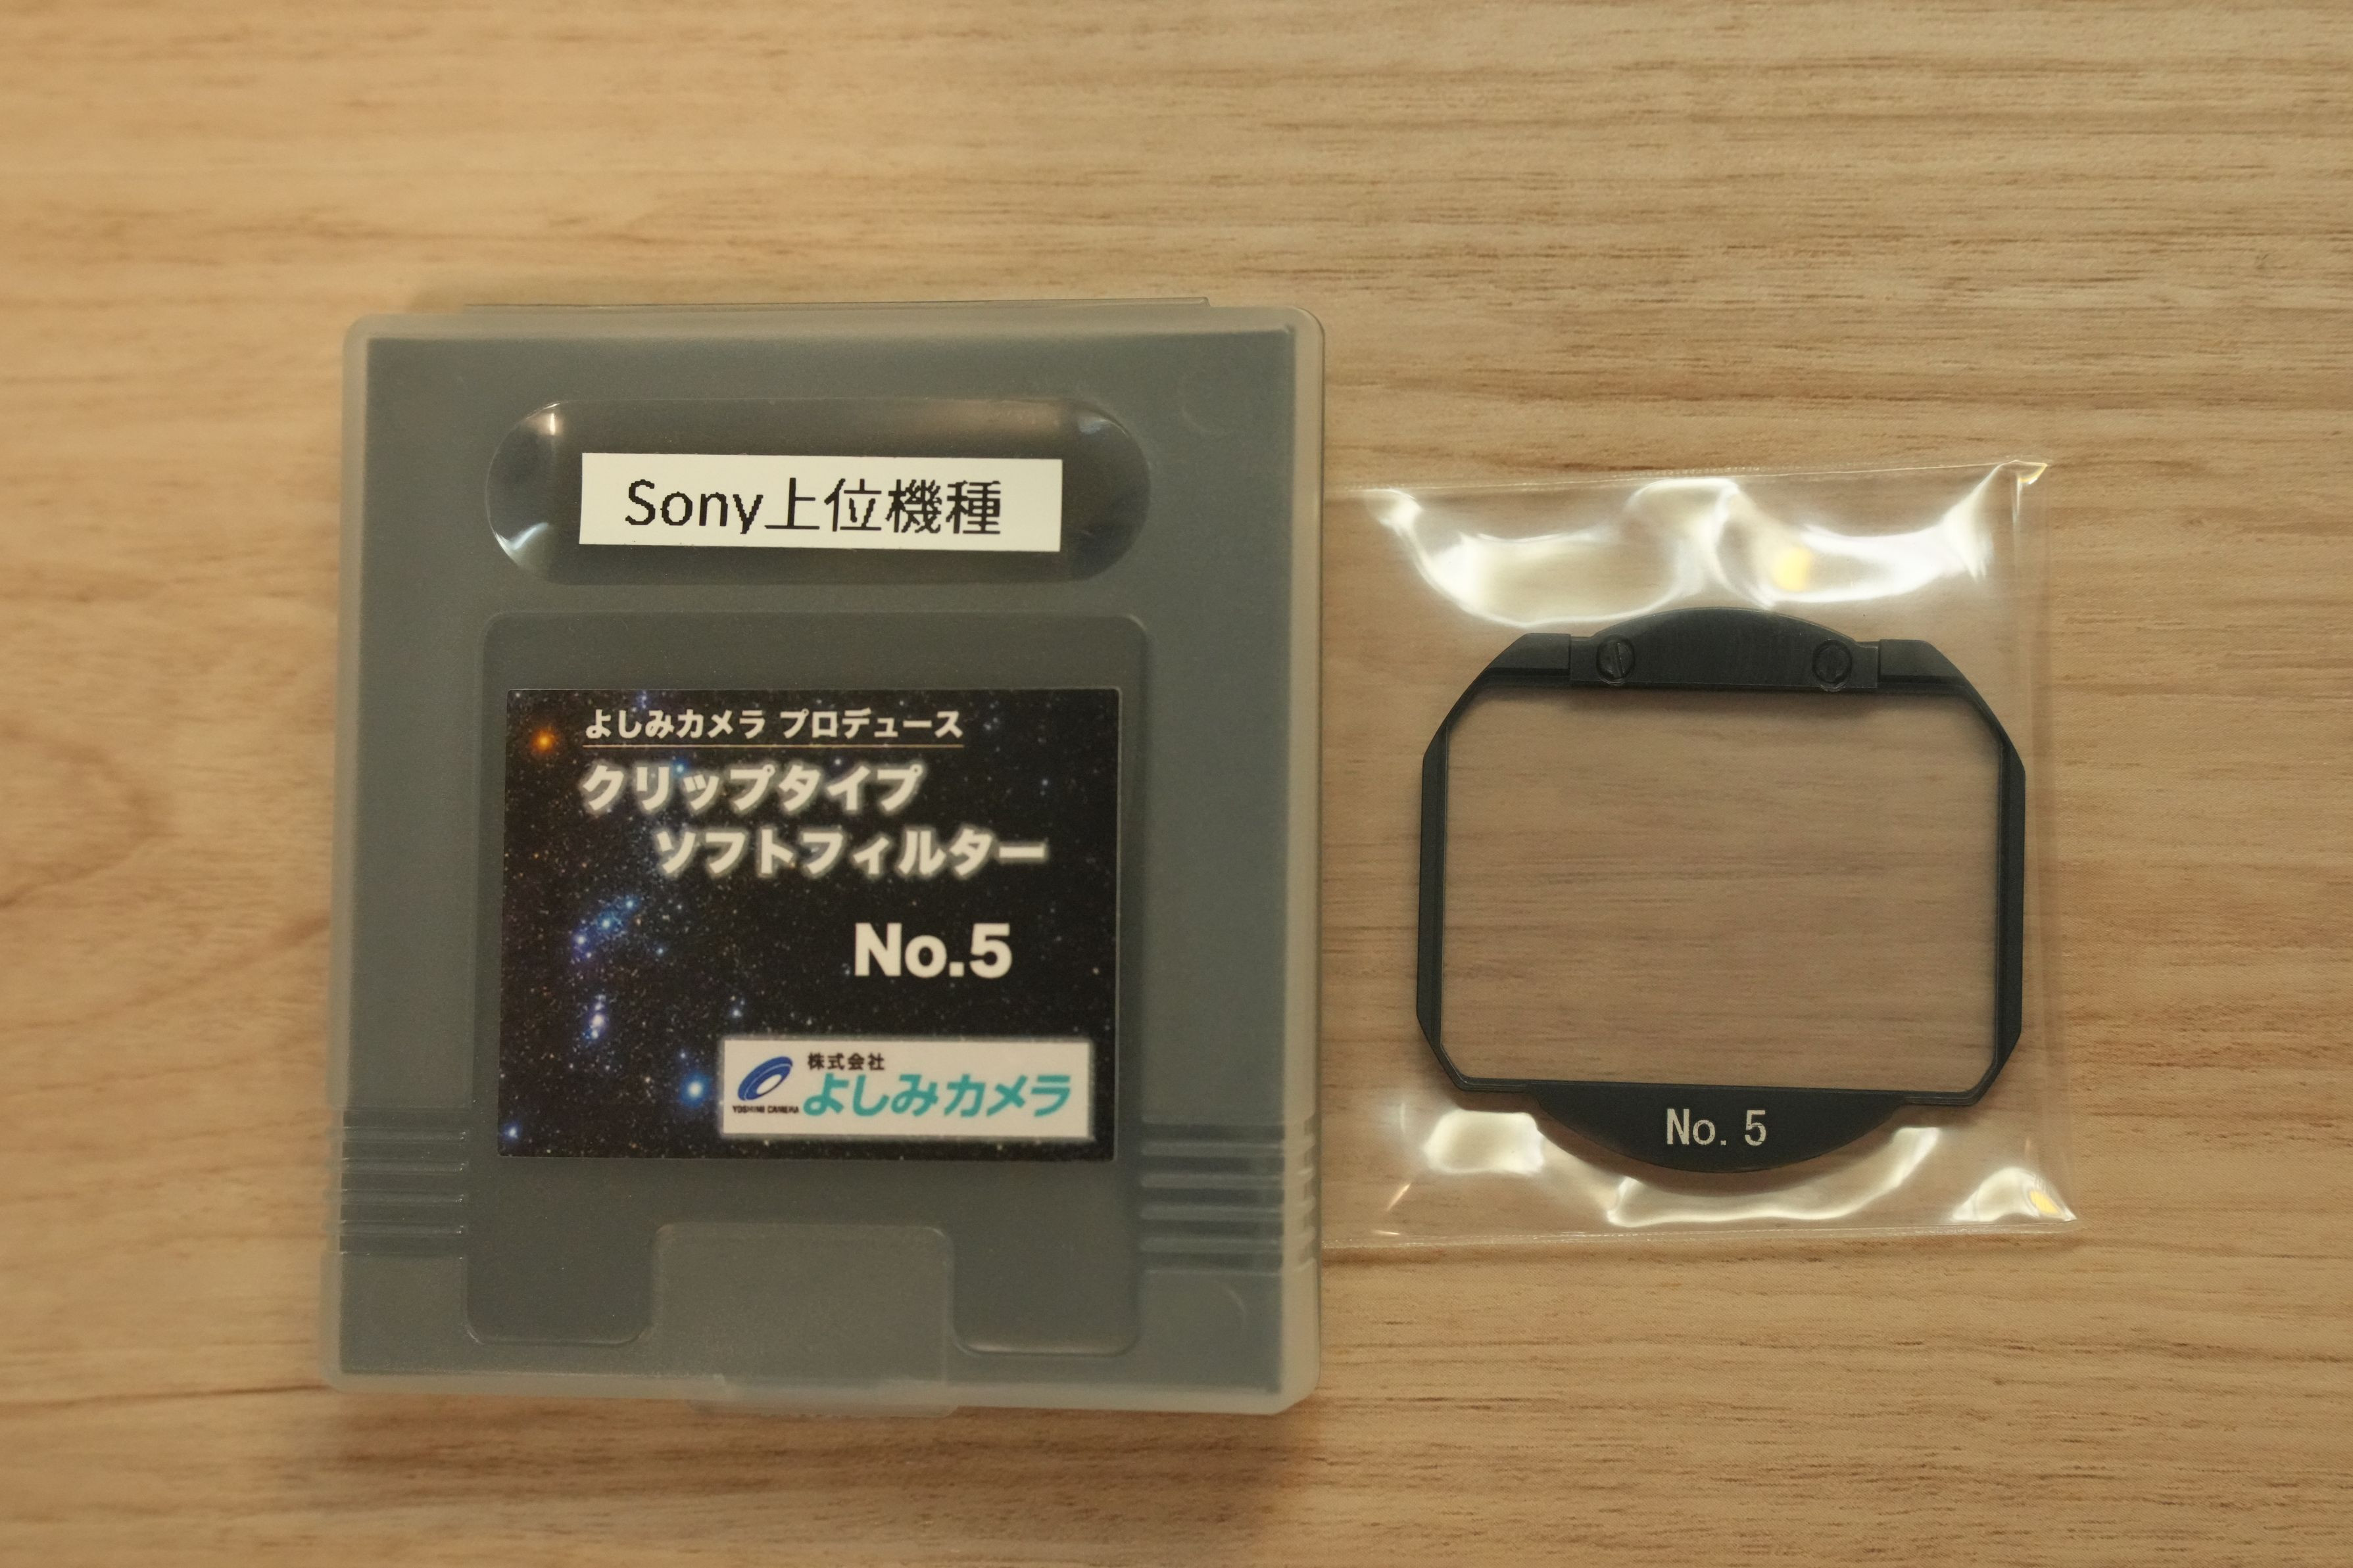 Sony上位機種
よしみカメラ プロデュース
クリップタイプ
ソフトフィルター
No.5
株式会社
よしみカメラ
YOSHIMI CAMERA
No. 5